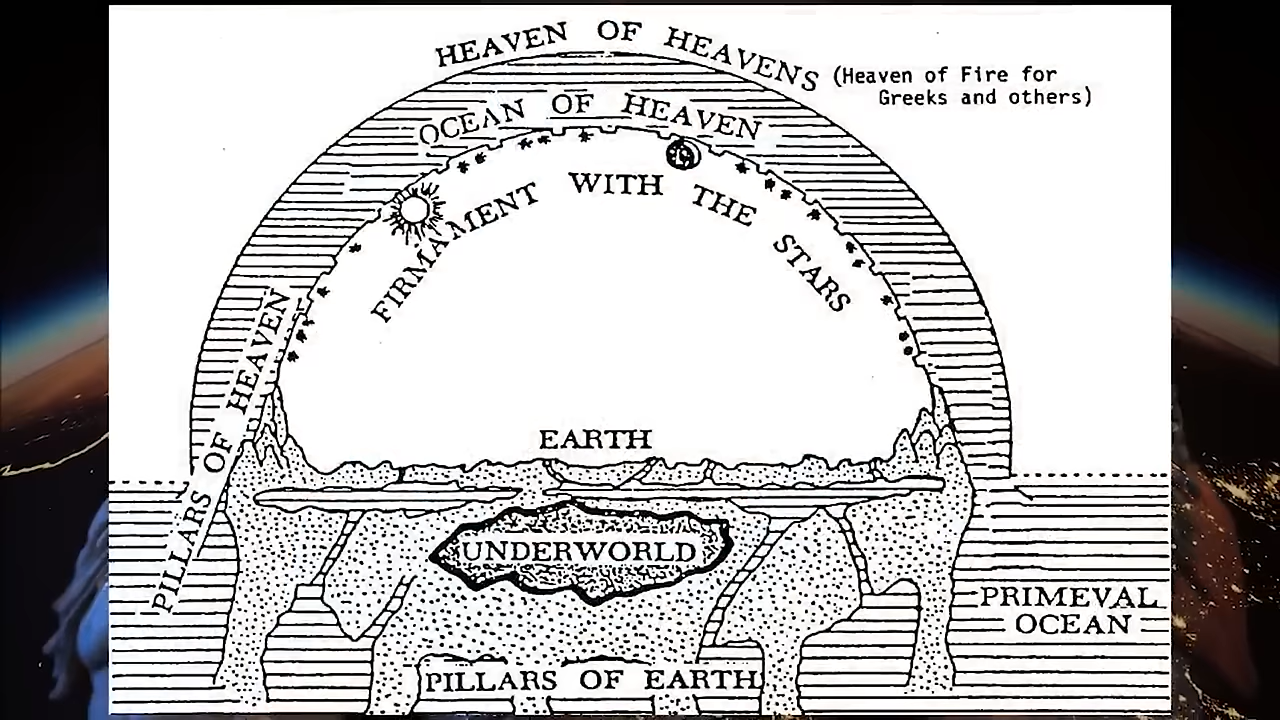 HEAVEN OF HEAVENS
(Heaven of Fire for
Greeks and others)
OCEAN OF HEAVEN
FIRMAMENT WITH THE STARS
PILLARS OF HEAVEN
EARTH
UNDERWORLD
PRIMEVAL
OCEAN
PILLARS OF EARTH